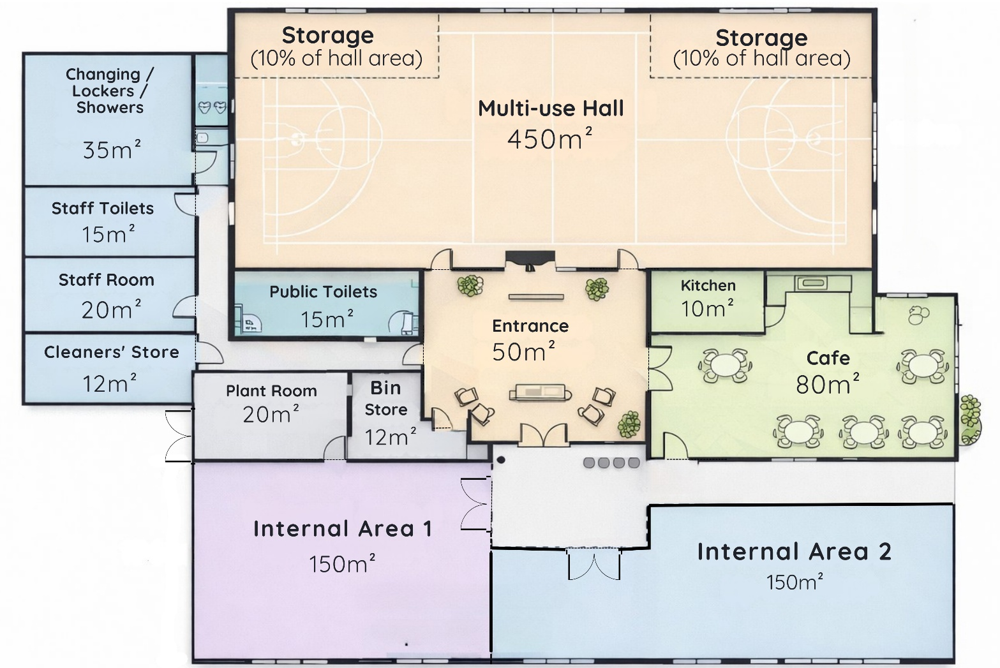 Storage
(10% of hall area)
Storage
(10% of hall area)
Changing /
Lockers /
Showers
35m²
Multi-use Hall
450m²
Staff Toilets
15m²
Staff Room
20m²
Public Toilets
15m²
Kitchen
10m²
Entrance
50m²
Cafe
80m²
Cleaners' Store
12m²
Plant Room
20m²
Bin
Store
12m²
Internal Area 1
150m²
Internal Area 2
150m²